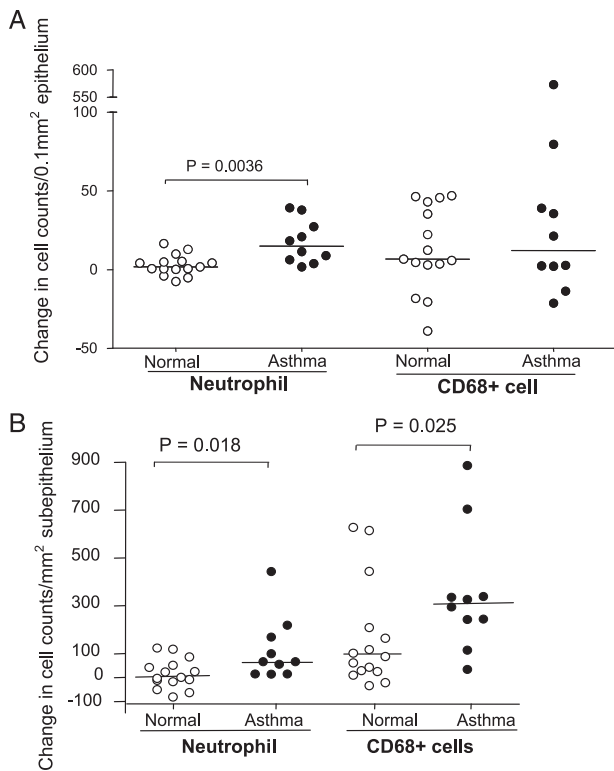 A
Change in cell counts/0.1mm² epithelium
600
550
100
50
0
-50
P = 0.0036
Normal Asthma Normal Asthma
Neutrophil CD68+ cell
B
Change in cell counts/mm² subepithelium
900
700
500
300
100
0
-100
P = 0.018 P = 0.025
Normal Asthma Normal Asthma
Neutrophil CD68+ cells